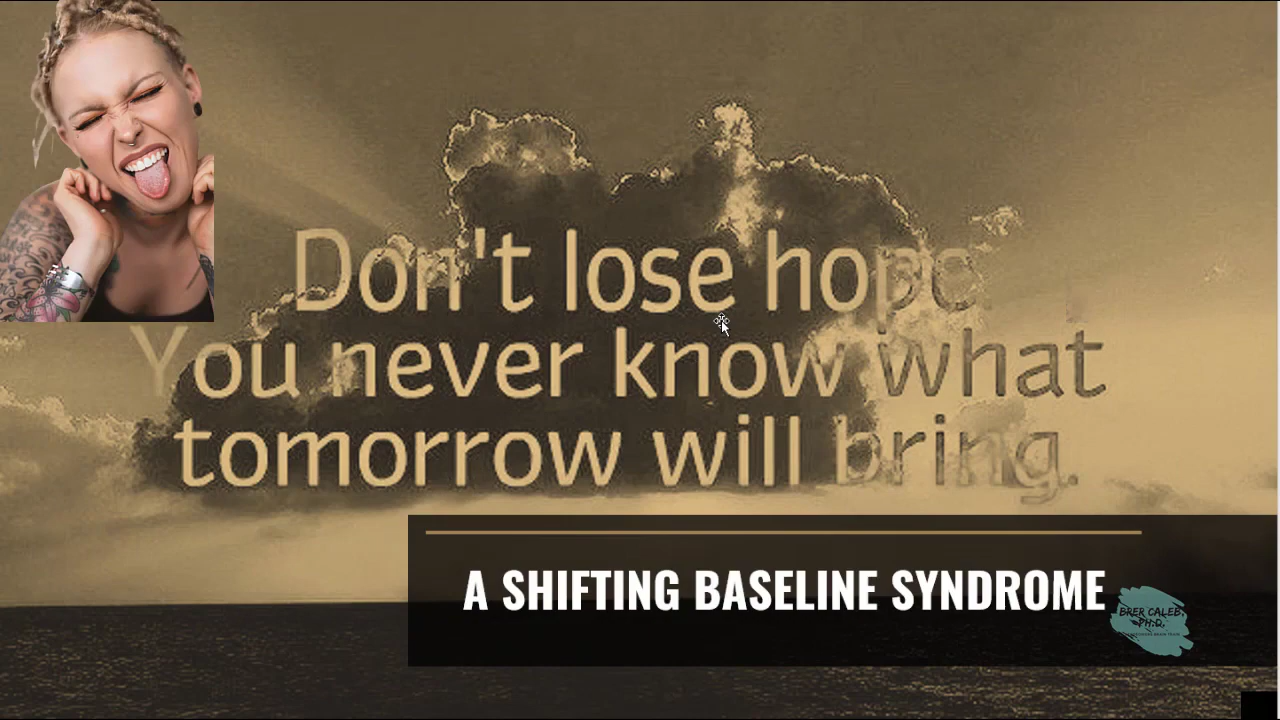 Don't lose hope
You never know what
tomorrow will bring.
A SHIFTING BASELINE SYNDROME
BRER CALEB,
PH.D.